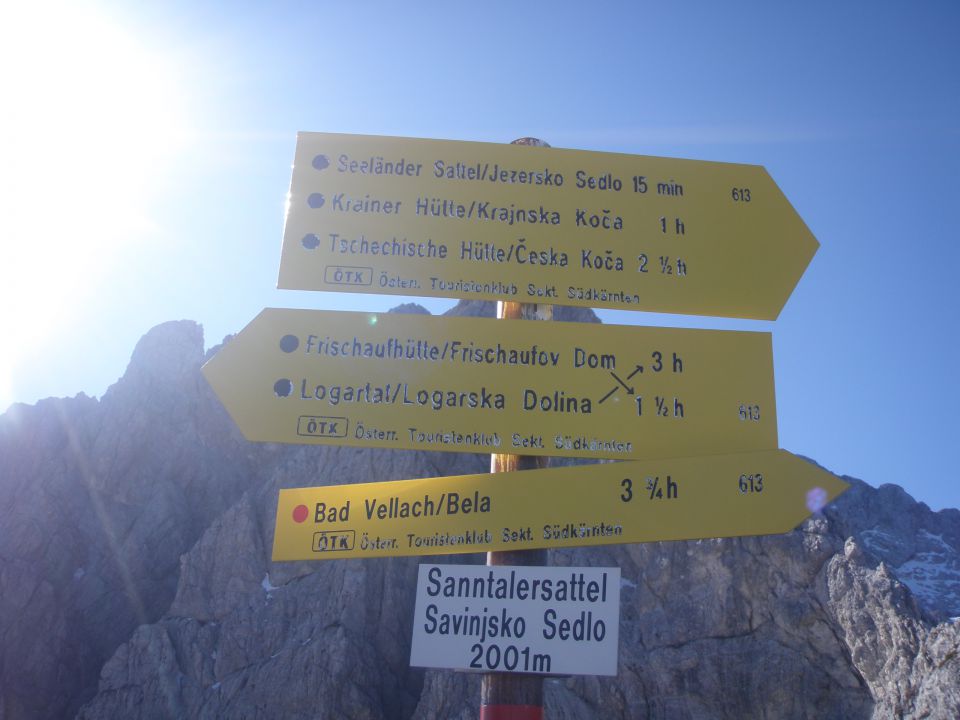 Seeländer Sattel/Jezersko Sedlo 15 min 613
Krainer Hütte/Krajnska Koča 1 h
Tschechische Hütte/Česka Koča 2 ½ h
ÖTK Österr. Touristenklub Sekt. Südkärnten
Frischaufhütte/Frischaufov Dom 3 h
Logartal/Logarska Dolina 1 ½ h 613
ÖTK Österr. Touristenklub Sekt. Südkärnten
Bad Vellach/Bela 3 ¾ h 613
ÖTK Österr. Touristenklub Sekt. Südkärnten
Sanntalersattel
Savinjsko Sedlo
2001m